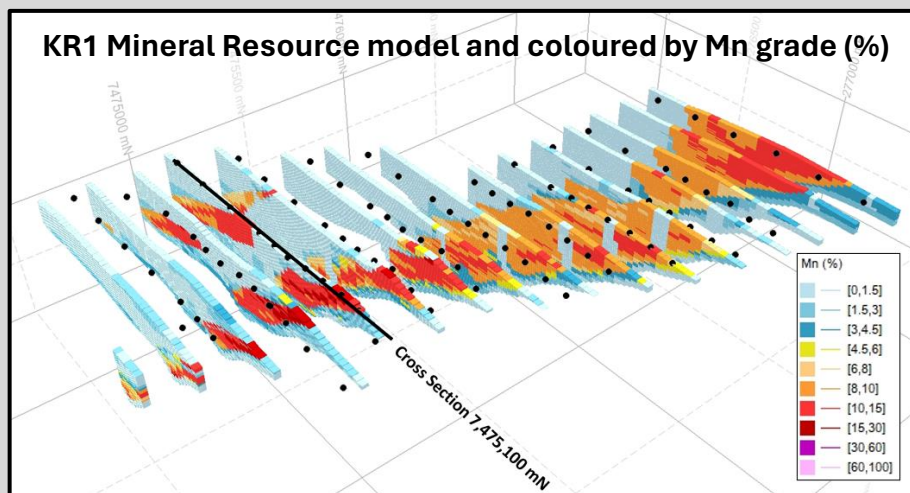 KR1 Mineral Resource model and coloured by Mn grade (%)
7475000 mN
277000
Cross Section 7,475,100 mN
Mn (%)
[0,1.5]
[1.5,3]
[3,4.5]
[4.5,6]
[6,8]
[8,10]
[10,15]
[15,30]
[30,60]
[60,100]